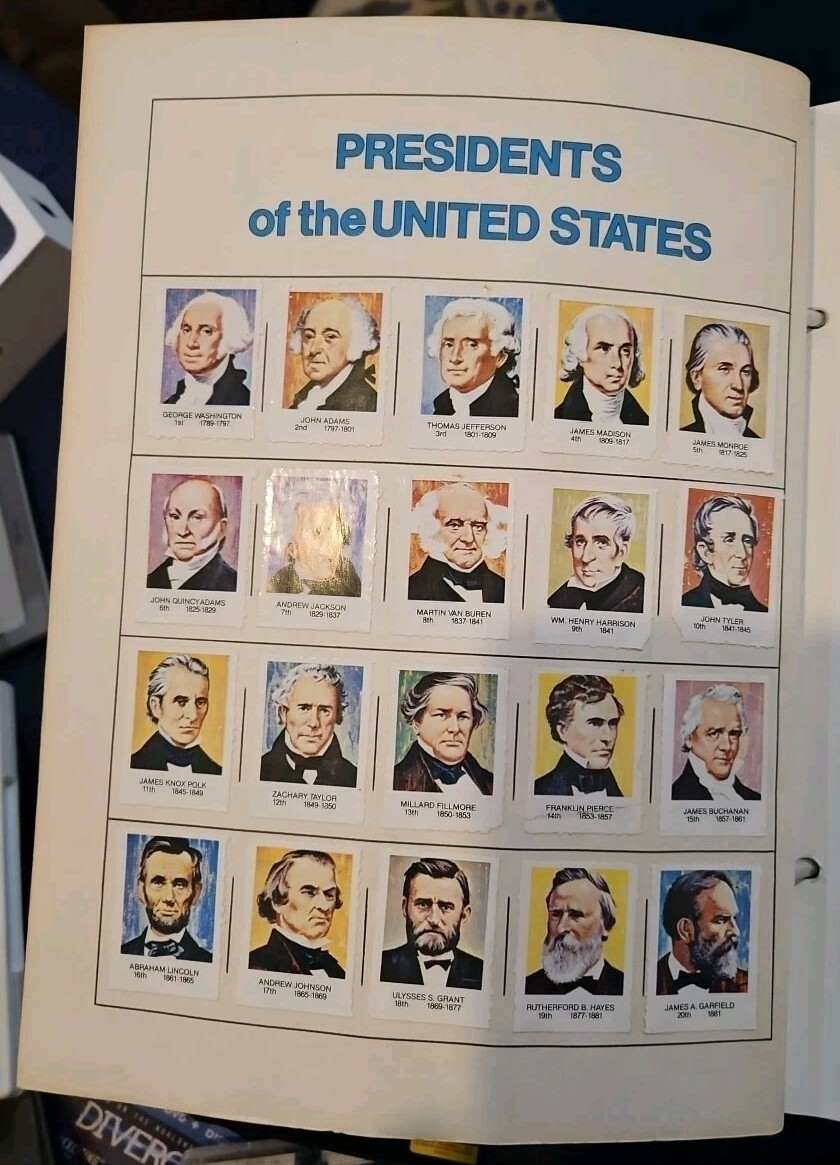 PRESIDENTS
of the UNITED STATES
GEORGE WASHINGTON
1st 1789-1797
JOHN ADAMS
2nd 1797-1801
THOMAS JEFFERSON
3rd 1801-1809
JAMES MADISON
4th 1809-1817
JAMES MONROE
5th 1817-1825
JOHN QUINCY ADAMS
6th 1825-1829
ANDREW JACKSON
7th 1829-1837
MARTIN VAN BUREN
8th 1837-1841
WM. HENRY HARRISON
9th 1841
JOHN TYLER
10th 1841-1845
JAMES KNOX POLK
11th 1845-1849
ZACHARY TAYLOR
12th 1849-1850
MILLARD FILLMORE
13th 1850-1853
FRANKLIN PIERCE
14th 1853-1857
JAMES BUCHANAN
15th 1857-1861
ABRAHAM LINCOLN
16th 1861-1865
ANDREW JOHNSON
17th 1865-1869
ULYSSES S. GRANT
18th 1869-1877
RUTHERFORD B. HAYES
19th 1877-1881
JAMES A. GARFIELD
20th 1881
DIVERG